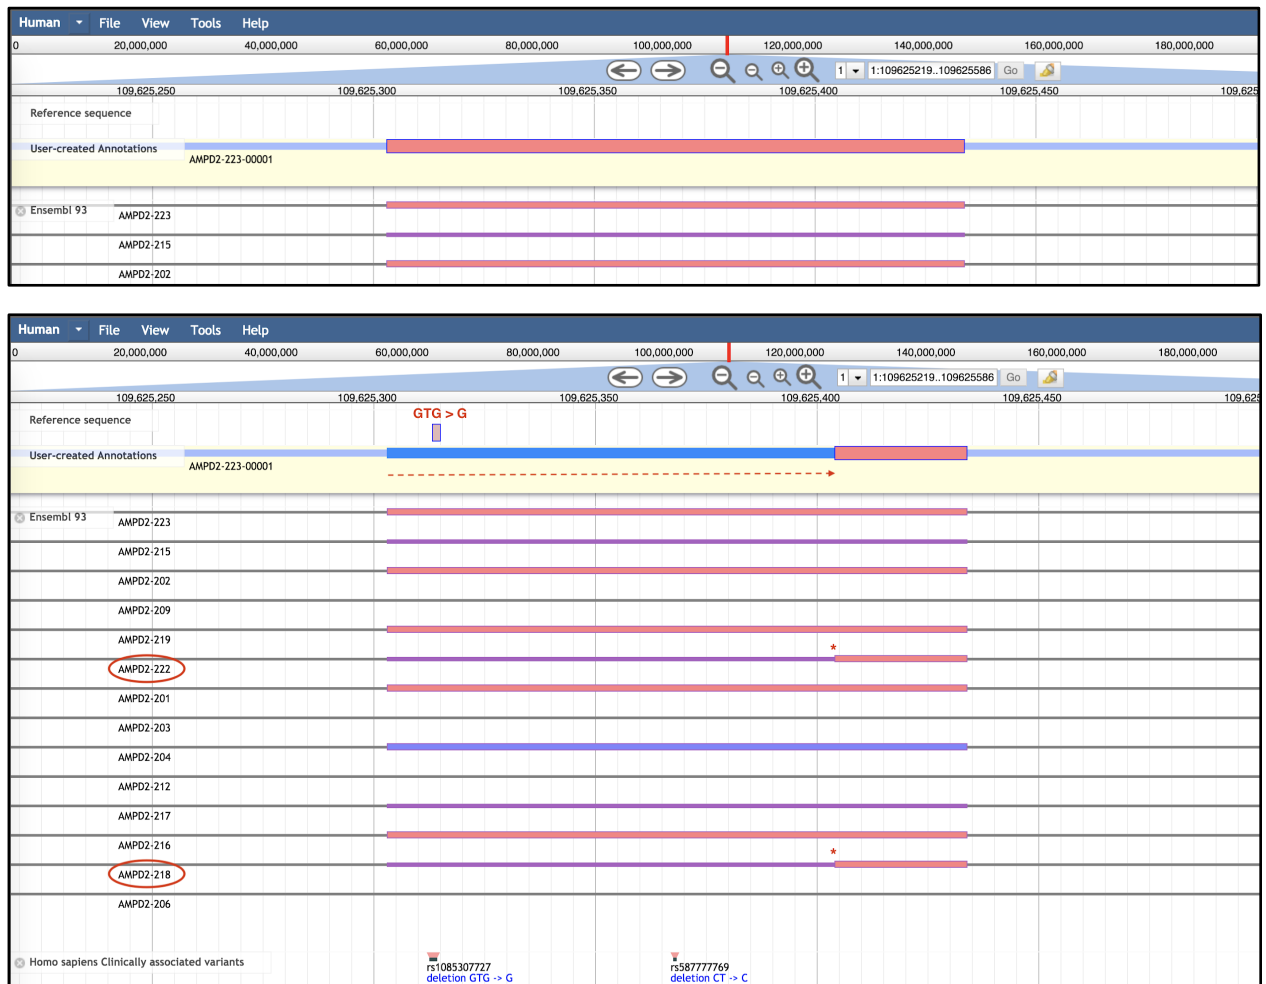 Human File View Tools Help
0 20,000,000 40,000,000 60,000,000 80,000,000 100,000,000 120,000,000 140,000,000 160,000,000 180,000,000
1 1:109625219..109625586 Go
109,625,250 109,625,300 109,625,350 109,625,400 109,625,450 109,625
Reference sequence
User-created Annotations
AMPD2-223-00001
Ensembl 93
AMPD2-223
AMPD2-215
AMPD2-202
Human File View Tools Help
0 20,000,000 40,000,000 60,000,000 80,000,000 100,000,000 120,000,000 140,000,000 160,000,000 180,000,000
1 1:109625219..109625586 Go
109,625,250 109,625,300 109,625,350 109,625,400 109,625,450 109,625
GTG > G
Reference sequence
User-created Annotations
AMPD2-223-00001
Ensembl 93
AMPD2-223
AMPD2-215
AMPD2-202
AMPD2-209
AMPD2-219
*
AMPD2-222
AMPD2-201
AMPD2-203
AMPD2-204
AMPD2-212
AMPD2-217
AMPD2-216
*
AMPD2-218
AMPD2-206
Homo sapiens Clinically associated variants
rs1085307727 rs587777769
deletion GTG -> G deletion CT -> C